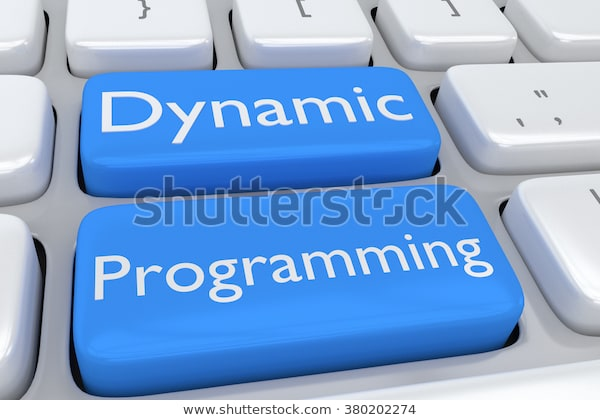 } { [
Dynamic
" '
Programming
shutterstock
www.shutterstock.com • 380202274